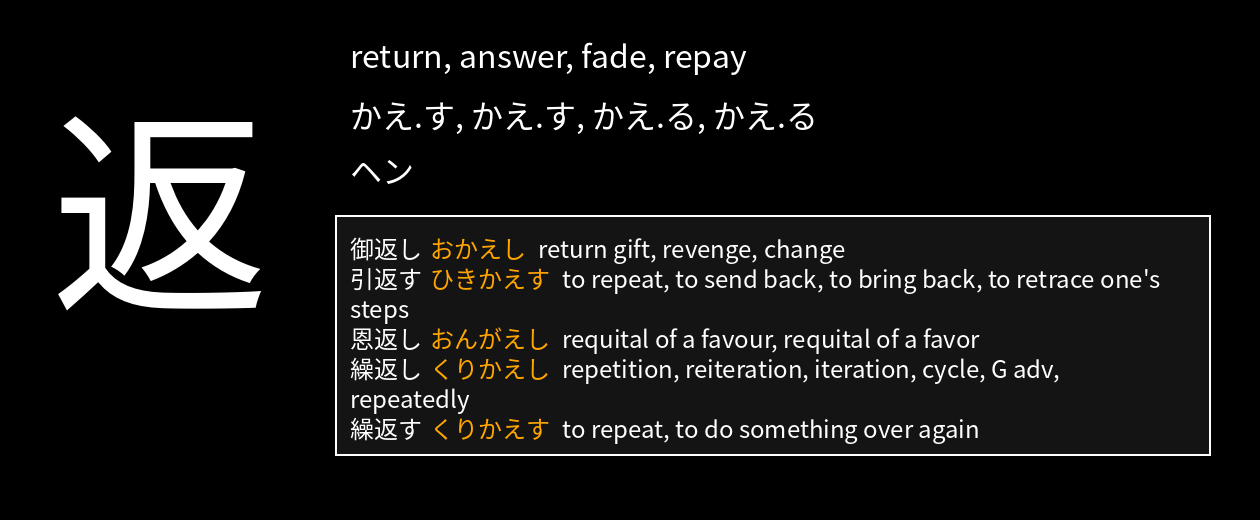 返
return, answer, fade, repay
かえ.す, かえ.す, かえ.る, かえ.る
ヘン
御返し おかえし return gift, revenge, change
引返す ひきかえす to repeat, to send back, to bring back, to retrace one's
steps
恩返し おんがえし requital of a favour, requital of a favor
繰返し くりかえし repetition, reiteration, iteration, cycle, G adv,
repeatedly
繰返す くりかえす to repeat, to do something over again